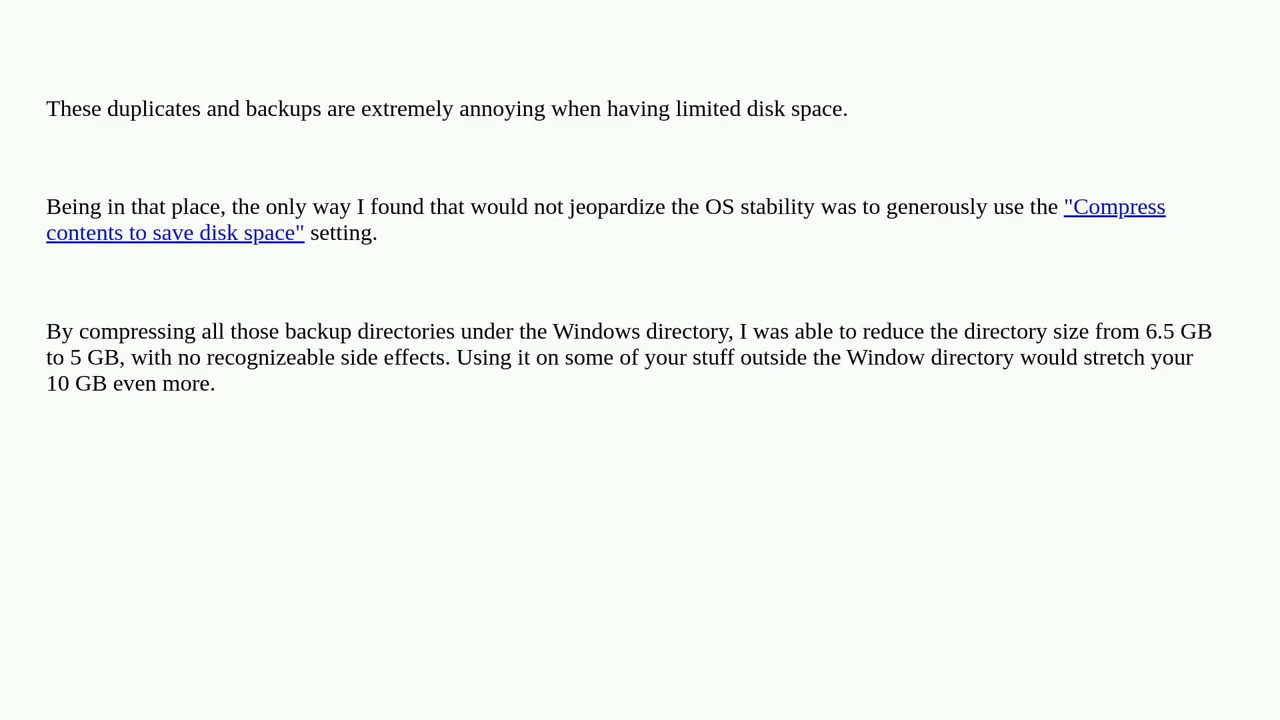 These duplicates and backups are extremely annoying when having limited disk space.
Being in that place, the only way I found that would not jeopardize the OS stability was to generously use the "Compress
contents to save disk space" setting.
By compressing all those backup directories under the Windows directory, I was able to reduce the directory size from 6.5 GB
to 5 GB, with no recognizeable side effects. Using it on some of your stuff outside the Window directory would stretch your
10 GB even more.